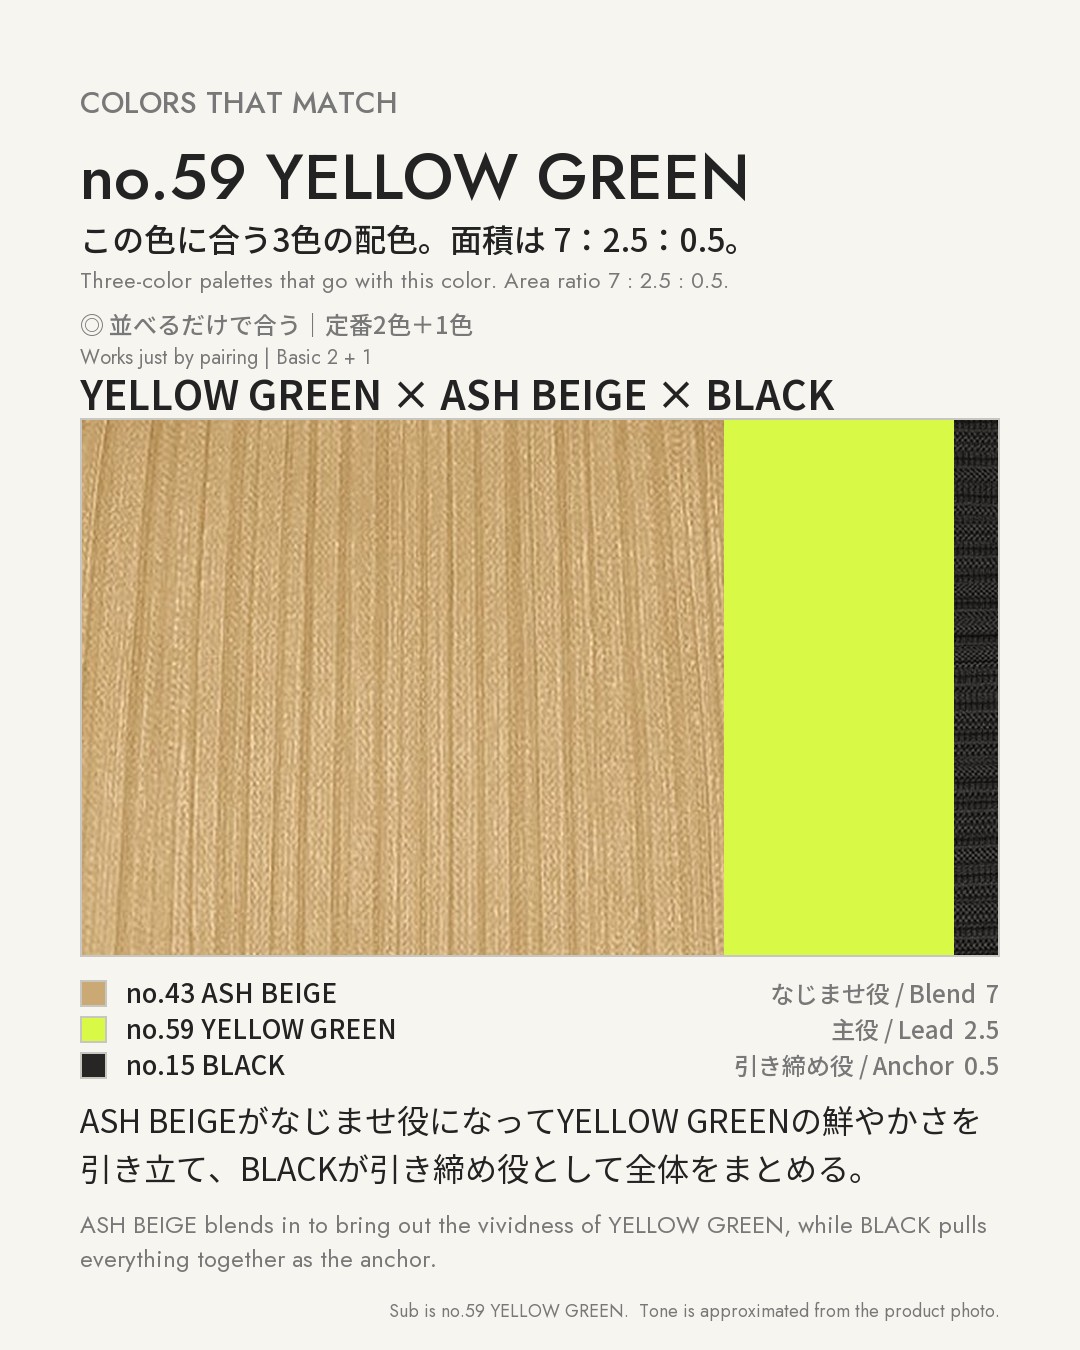 COLORS THAT MATCH
no.59 YELLOW GREEN
この色に合う3色の配色。面積は 7：2.5：0.5。
Three-color palettes that go with this color. Area ratio 7 : 2.5 : 0.5.
◎ 並べるだけで合う｜定番2色＋1色
Works just by pairing | Basic 2 + 1
YELLOW GREEN × ASH BEIGE × BLACK
no.43 ASH BEIGE なじませ役 / Blend 7
no.59 YELLOW GREEN 主役 / Lead 2.5
no.15 BLACK 引き締め役 / Anchor 0.5
ASH BEIGEがなじませ役になってYELLOW GREENの鮮やかさを
引き立て、BLACKが引き締め役として全体をまとめる。
ASH BEIGE blends in to bring out the vividness of YELLOW GREEN, while BLACK pulls
everything together as the anchor.
Sub is no.59 YELLOW GREEN. Tone is approximated from the product photo.